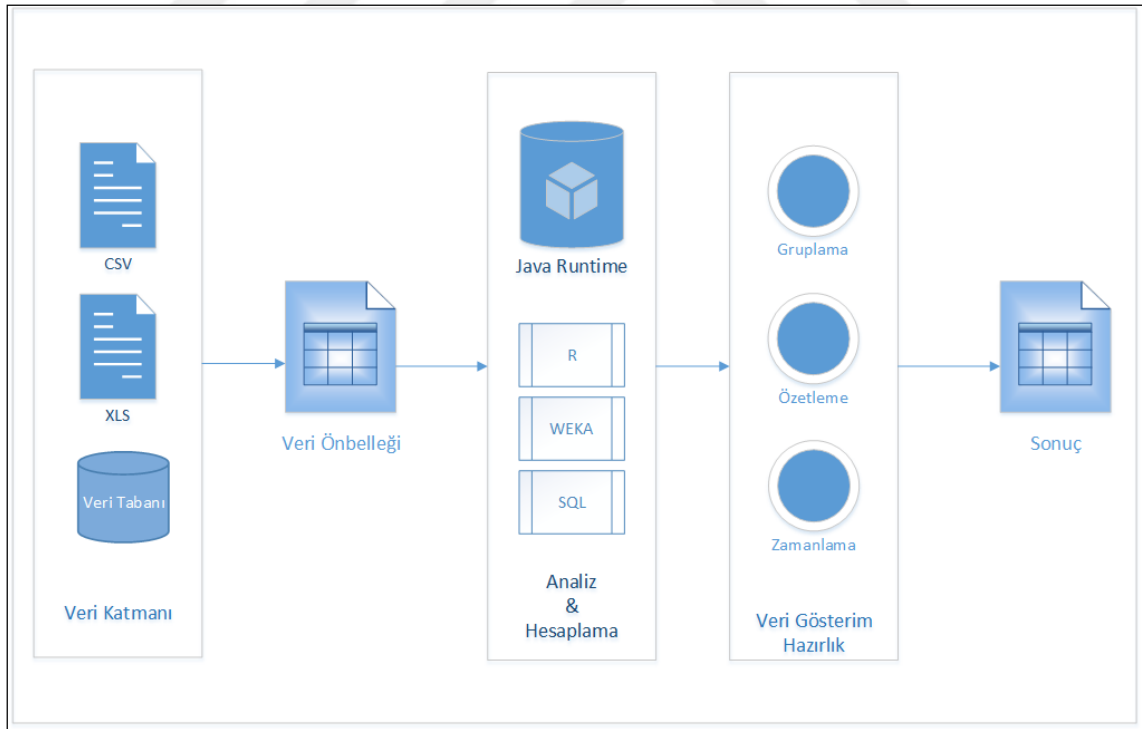 CSV
XLS
Veri Tabanı
Veri Katmanı
Veri Önbelleği
Java Runtime
R
WEKA
SQL
Analiz
&
Hesaplama
Gruplama
Özetleme
Zamanlama
Veri Gösterim
Hazırlık
Sonuç